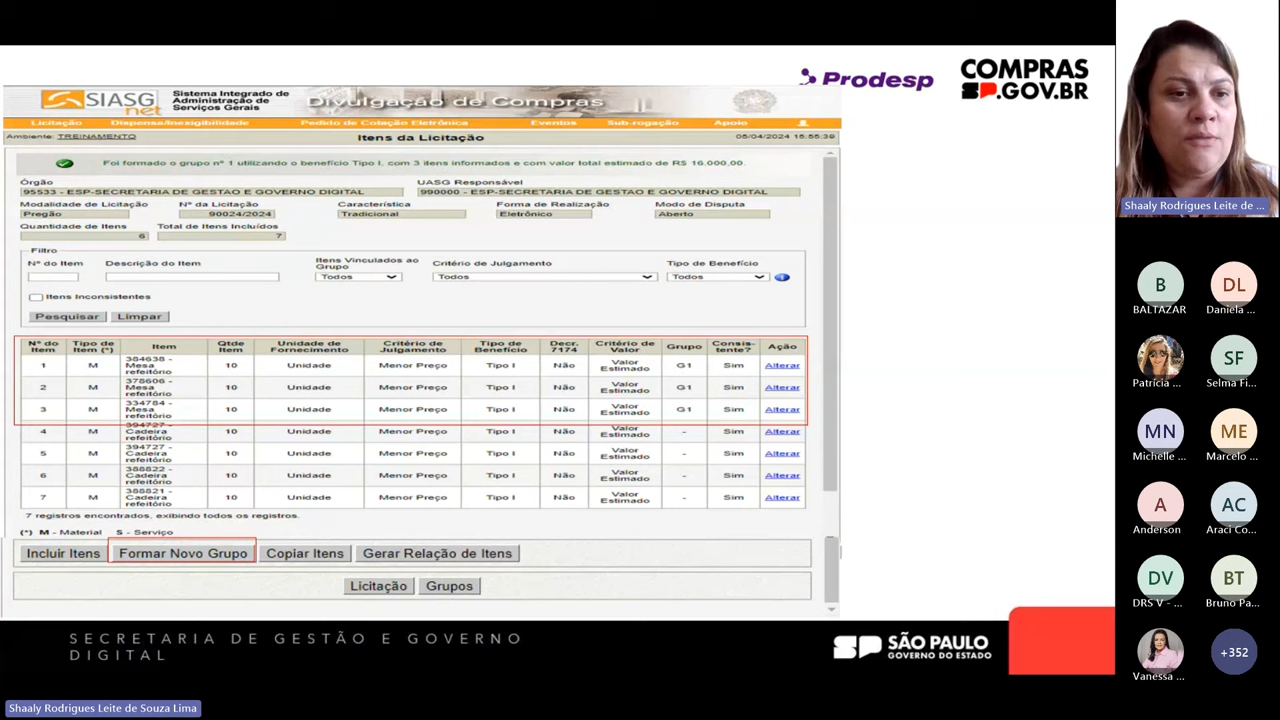 Prodesp
COMPRAS
SP.GOV.BR
SIASG
net
Sistema Integrado de
Administração de
Serviços Gerais
Divulgação de Compras
Licitação Dispensa/Inexigibilidade Pedido de Cotação Eletrônica Eventos Sub-rogação Apoio
Ambiente: TREINAMENTO
Itens da Licitação
05/04/2024 15:55:39
Foi formado o grupo nº 1 utilizando o benefício Tipo I, com 3 itens informados e com valor total estimado de R$ 16.000,00.
Órgão UASG Responsável
95533 - ESP-SECRETARIA DE GESTAO E GOVERNO DIGITAL 990000 - ESP-SECRETARIA DE GESTAO E GOVERNO DIGITAL
Modalidade de Licitação Nº da Licitação Característica Forma de Realização Modo de Disputa
Pregão 90024/2024 Tradicional Eletrônico Aberto
Quantidade de Itens Total de Itens Incluídos
6 7
Filtro
Nº do Item Descrição do Item Itens Vinculados ao Grupo Critério de Julgamento Tipo de Benefício
Todos Todos Todos
Itens Inconsistentes
Pesquisar Limpar
Nº do Item Tipo de Item (*) Item Qtde Item Unidade de Fornecimento Critério de Julgamento Tipo de Benefício Decr. 7174 Critério de Valor Grupo Consis-tente? Ação
1 M 384638 - Mesa refeitório 10 Unidade Menor Preço Tipo I Não Valor Estimado G1 Sim Alterar
2 M 378606 - Mesa refeitório 10 Unidade Menor Preço Tipo I Não Valor Estimado G1 Sim Alterar
3 M 334784 - Mesa refeitório 10 Unidade Menor Preço Tipo I Não Valor Estimado G1 Sim Alterar
4 M 394727 - Cadeira refeitório 10 Unidade Menor Preço Tipo I Não Valor Estimado - Sim Alterar
5 M 394727 - Cadeira refeitório 10 Unidade Menor Preço Tipo I Não Valor Estimado - Sim Alterar
6 M 388822 - Cadeira refeitório 10 Unidade Menor Preço Tipo I Não Valor Estimado - Sim Alterar
7 M 388821 - Cadeira refeitório 10 Unidade Menor Preço Tipo I Não Valor Estimado - Sim Alterar
7 registros encontrados, exibindo todos os registros.
(*) M - Material S - Serviço
Incluir Itens Formar Novo Grupo Copiar Itens Gerar Relação de Itens
Licitação Grupos
SECRETARIA DE GESTÃO E GOVERNO
DIGITAL
SP SÃO PAULO
GOVERNO DO ESTADO
Shaaly Rodrigues Leite de Souza Lima
Shaaly Rodrigues Leite de ...
B DL
BALTAZAR Daniela ...
SF
Patrícia ... Selma Fi...
MN ME
Michelle ... Marcelo ...
A AC
Anderson Araci Co...
DV BT
DRS V - ... Bruno Pa...
+352
Vanessa ...